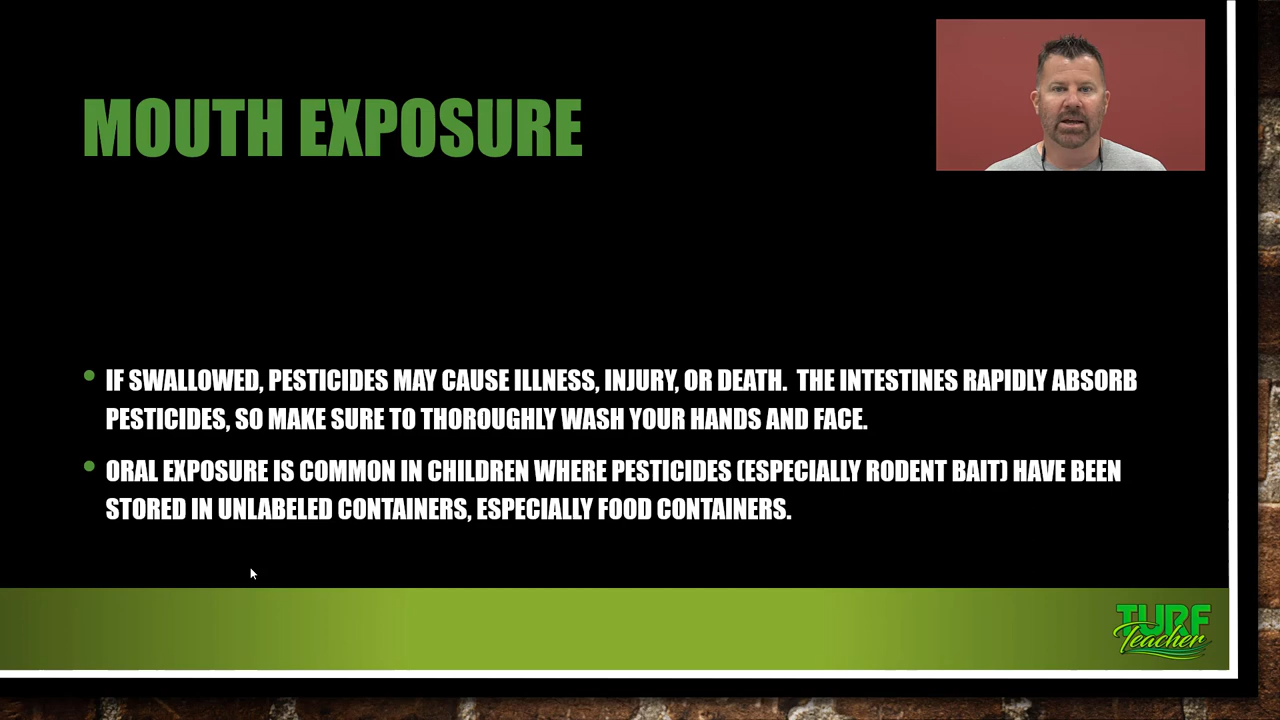 MOUTH EXPOSURE
• IF SWALLOWED, PESTICIDES MAY CAUSE ILLNESS, INJURY, OR DEATH.  THE INTESTINES RAPIDLY ABSORB
PESTICIDES, SO MAKE SURE TO THOROUGHLY WASH YOUR HANDS AND FACE.
• ORAL EXPOSURE IS COMMON IN CHILDREN WHERE PESTICIDES (ESPECIALLY RODENT BAIT) HAVE BEEN
STORED IN UNLABELED CONTAINERS, ESPECIALLY FOOD CONTAINERS.
TURF
Teacher